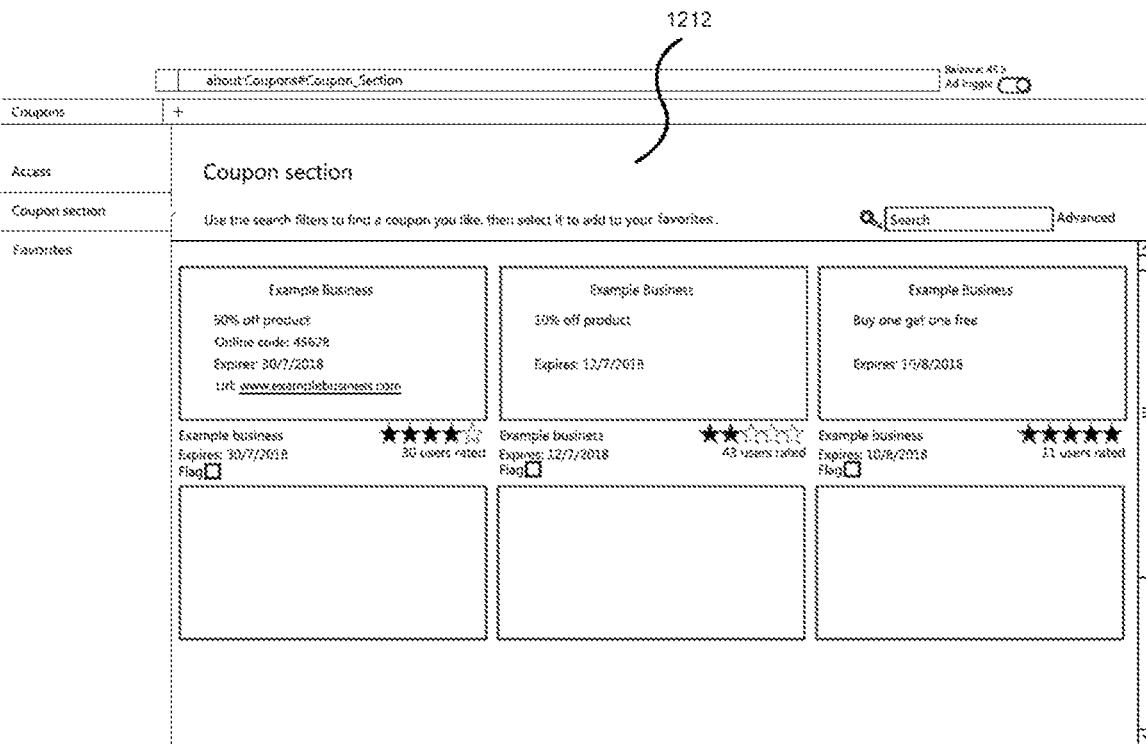 1212
about:Coupons#Coupon_Section
Balance: 45
Ad toggle
Coupons
+
Access
Coupon section
Coupon section
Use the search filters to find a coupon you like, then select it to add to your favorites.
Search
Advanced
Favorites
Example Business
50% off product
Online code: 45628
Expires: 30/7/2018
Url: www.examplebusiness.com
Example business
Expires: 30/7/2018
30 users rated
Flag
Example Business
10% off product
Expires: 12/7/2018
Example business
Expires: 12/7/2018
43 users rated
Flag
Example Business
Buy one get one free
Expires: 10/8/2018
Example business
Expires: 10/8/2018
11 users rated
Flag